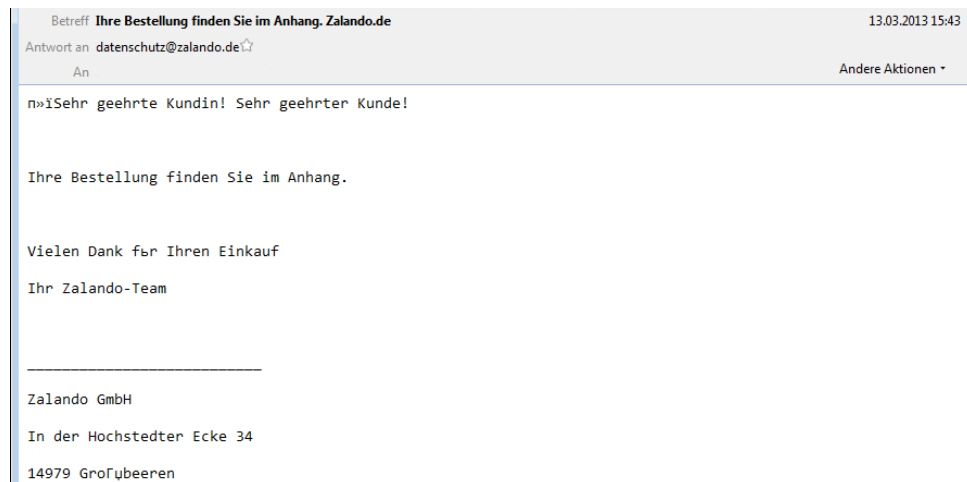 Betreff Ihre Bestellung finden Sie im Anhang. Zalando.de 13.03.2013 15:43
Antwort an datenschutz@zalando.de
An Andere Aktionen
п»їSehr geehrte Kundin! Sehr geehrter Kunde!
Ihre Bestellung finden Sie im Anhang.
Vielen Dank fьr Ihren Einkauf
Ihr Zalando-Team
Zalando GmbH
In der Hochstedter Ecke 34
14979 GroГџbeeren